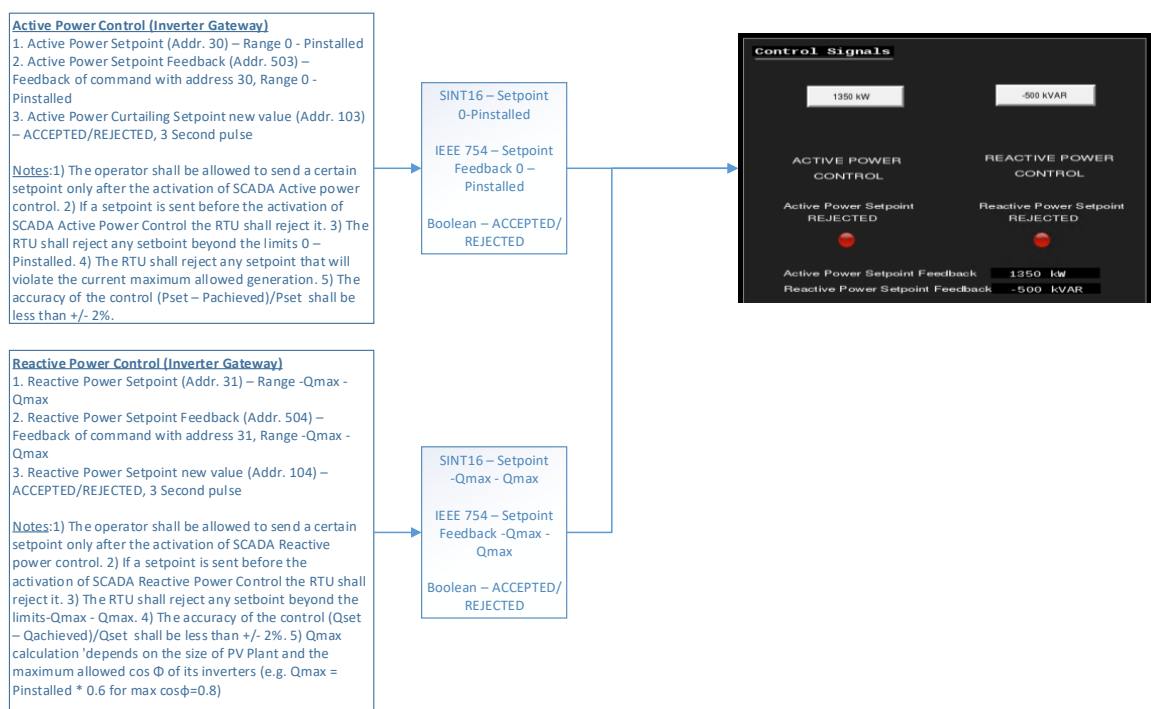 Active Power Control (Inverter Gateway)
1. Active Power Setpoint (Addr. 30) – Range 0 - Pinstalled
2. Active Power Setpoint Feedback (Addr. 503) –
Feedback of command with address 30, Range 0 -
Pinstalled
3. Active Power Curtailing Setpoint new value (Addr. 103)
– ACCEPTED/REJECTED, 3 Second pulse
Notes:1) The operator shall be allowed to send a certain
setpoint only after the activation of SCADA Active power
control. 2) If a setpoint is sent before the activation of
SCADA Active Power Control the RTU shall reject it. 3) The
RTU shall reject any setboint beyond the limits 0 –
Pinstalled. 4) The RTU shall reject any setpoint that will
violate the current maximum allowed generation. 5) The
accuracy of the control (Pset – Pachieved)/Pset shall be
less than +/- 2%.
SINT16 – Setpoint
0-Pinstalled
IEEE 754 – Setpoint
Feedback 0 –
Pinstalled
Boolean – ACCEPTED/
REJECTED
Control Signals
1350 kW
-500 kVAR
ACTIVE POWER
CONTROL
REACTIVE POWER
CONTROL
Active Power Setpoint
REJECTED
Reactive Power Setpoint
REJECTED
Active Power Setpoint Feedback 1350 kW
Reactive Power Setpoint Feedback -500 kVAR
Reactive Power Control (Inverter Gateway)
1. Reactive Power Setpoint (Addr. 31) – Range -Qmax -
Qmax
2. Reactive Power Setpoint Feedback (Addr. 504) –
Feedback of command with address 31, Range -Qmax -
Qmax
3. Reactive Power Setpoint new value (Addr. 104) –
ACCEPTED/REJECTED, 3 Second pulse
Notes:1) The operator shall be allowed to send a certain
setpoint only after the activation of SCADA Reactive
power control. 2) If a setpoint is sent before the
activation of SCADA Reactive Power Control the RTU shall
reject it. 3) The RTU shall reject any setboint beyond the
limits-Qmax - Qmax. 4) The accuracy of the control (Qset
– Qachieved)/Qset shall be less than +/- 2%. 5) Qmax
calculation 'depends on the size of PV Plant and the
maximum allowed cos Φ of its inverters (e.g. Qmax =
Pinstalled * 0.6 for max cosϕ=0.8)
SINT16 – Setpoint
-Qmax - Qmax
IEEE 754 – Setpoint
Feedback -Qmax -
Qmax
Boolean – ACCEPTED/
REJECTED